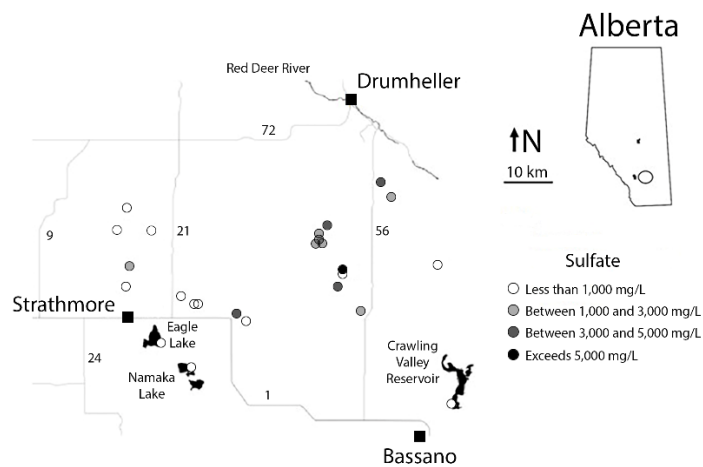 Alberta
Red Deer River
Drumheller
72
N
10 km
9
21
56
Sulfate
Less than 1,000 mg/L
Between 1,000 and 3,000 mg/L
Between 3,000 and 5,000 mg/L
Exceeds 5,000 mg/L
Strathmore
Eagle
Lake
24
Namaka
Lake
Crawling
Valley
Reservoir
1
Bassano